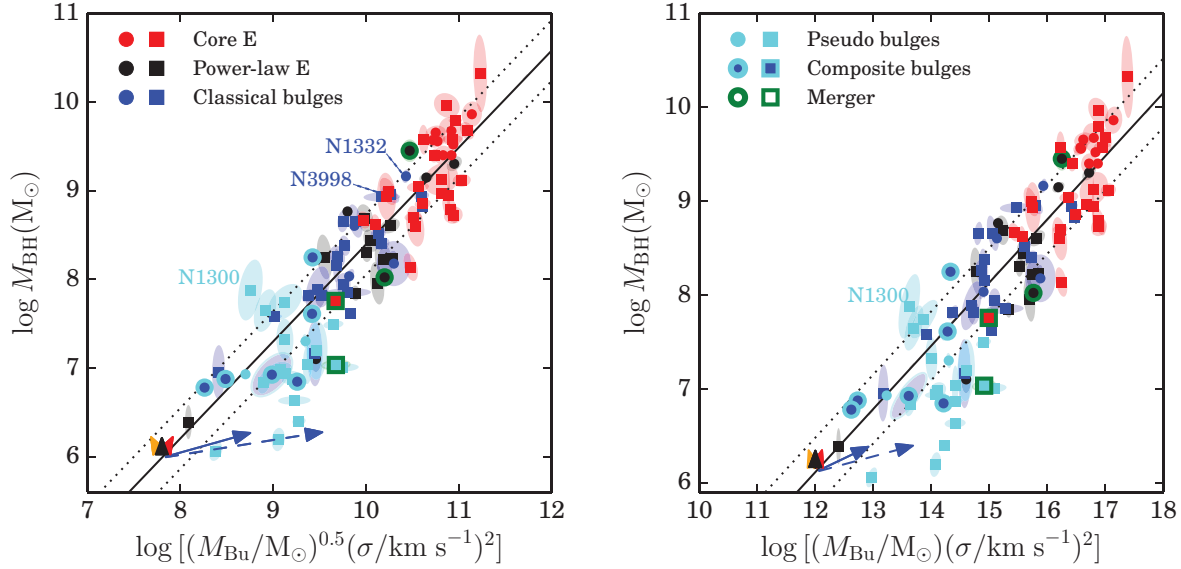 11
10
9
8
7
6
log M_BH(M_⊙)
Core E
Power-law E
Classical bulges
N1332
N3998
N1300
7 8 9 10 11 12
log [(M_Bu/M_⊙)^0.5 (σ/km s^−1)^2]
11
10
9
8
7
6
log M_BH(M_⊙)
Pseudo bulges
Composite bulges
Merger
N1300
11 12 13 14 15 16 17 18
log [(M_Bu/M_⊙)(σ/km s^−1)^2]